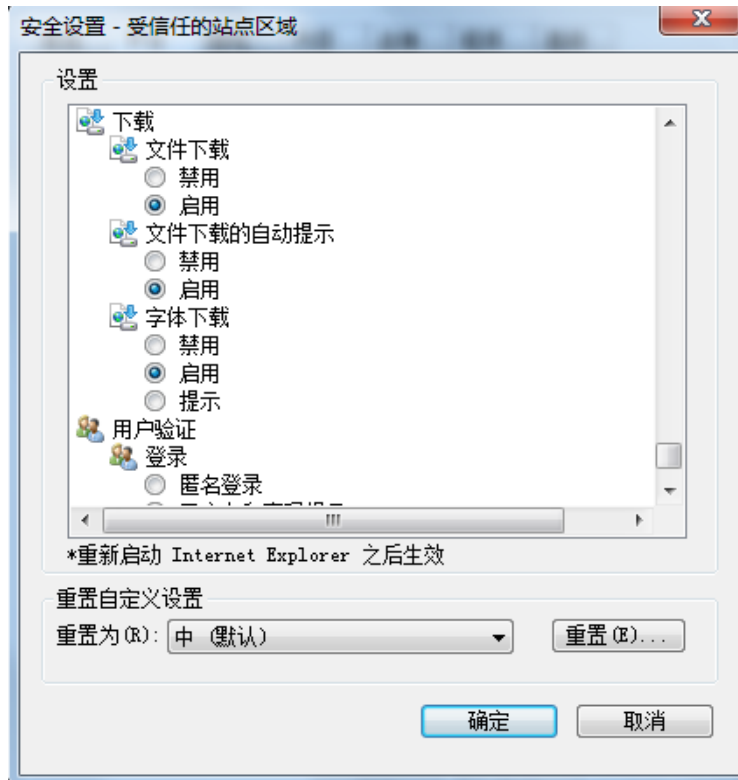 安全设置 - 受信任的站点区域
设置
下载
文件下载
禁用
启用
文件下载的自动提示
禁用
启用
字体下载
禁用
启用
提示
用户验证
登录
匿名登录
*重新启动 Internet Explorer 之后生效
重置自定义设置
重置为(R): 中 (默认) 重置(E)...
确定 取消